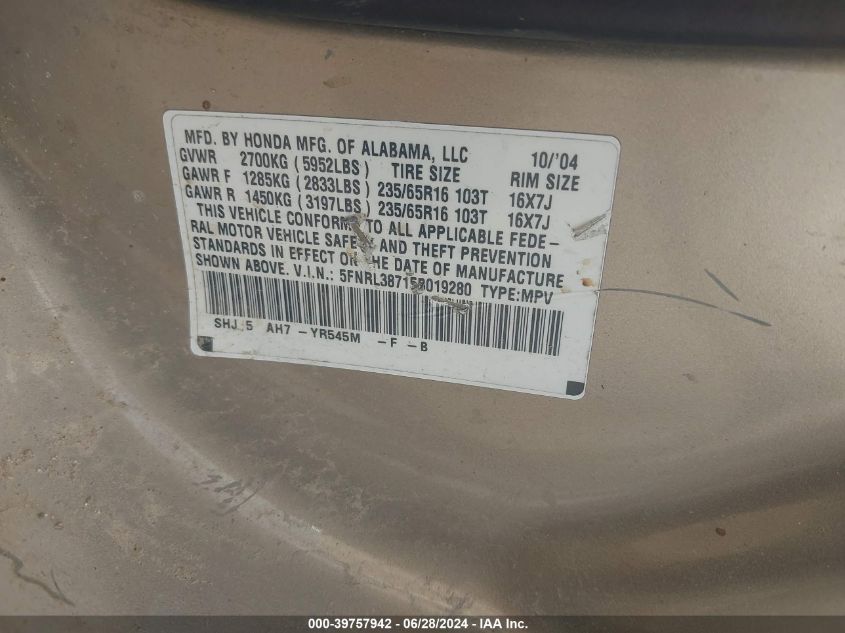 MFD. BY HONDA MFG. OF ALABAMA, LLC 10/'04
GVWR 2700KG (5952LBS) TIRE SIZE RIM SIZE
GAWR F 1285KG (2833LBS) 235/65R16 103T 16X7J
GAWR R 1450KG (3197LBS) 235/65R16 103T 16X7J
THIS VEHICLE CONFORMS TO ALL APPLICABLE FEDE-
RAL MOTOR VEHICLE SAFETY AND THEFT PREVENTION
STANDARDS IN EFFECT ON THE DATE OF MANUFACTURE
SHOWN ABOVE. V.I.N.: 5FNRL38715B019280 TYPE:MPV
SHJ 5 AH7 -YR545M -F -B
000-39757942 - 06/28/2024 - IAA Inc.